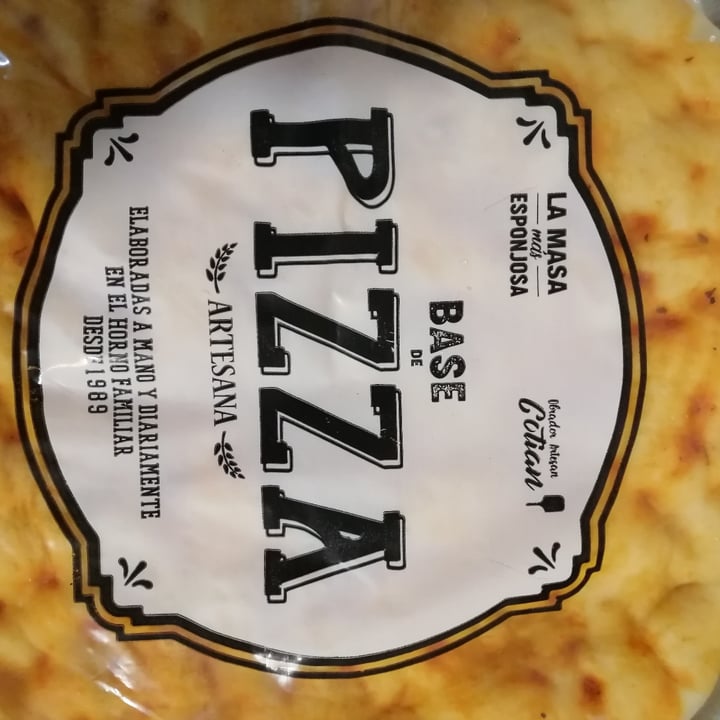 LA MASA
más
ESPONJOSA
Obrador Artesan
Cotian
BASE
DE
PIZZA
ARTESANA
ELABORADAS A MANO Y DIARIAMENTE
EN EL HORNO FAMILIAR
DESDE 1989